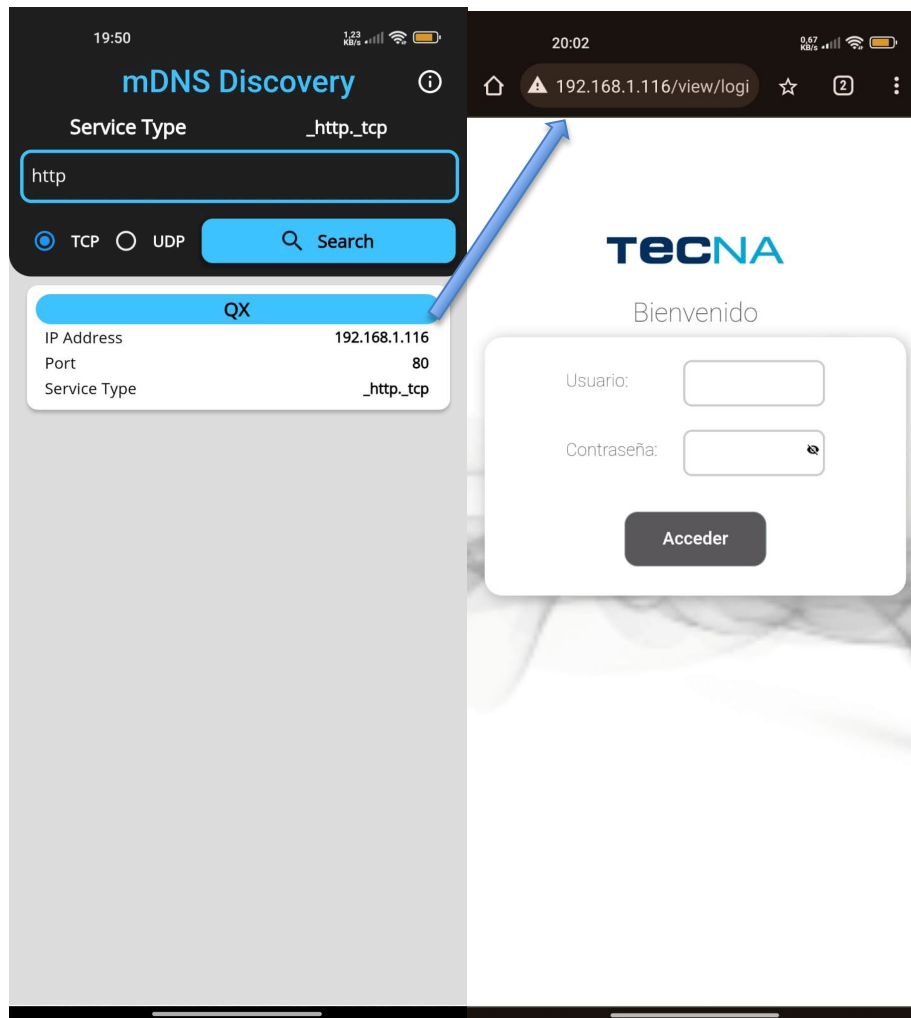 19:50
1,23
KB/s
mDNS Discovery
Service Type _http._tcp
http
TCP UDP Search
QX
IP Address 192.168.1.116
Port 80
Service Type _http._tcp
20:02
0,67
KB/s
192.168.1.116/view/logi 2
TECNA
Bienvenido
Usuario:
Contraseña:
Acceder